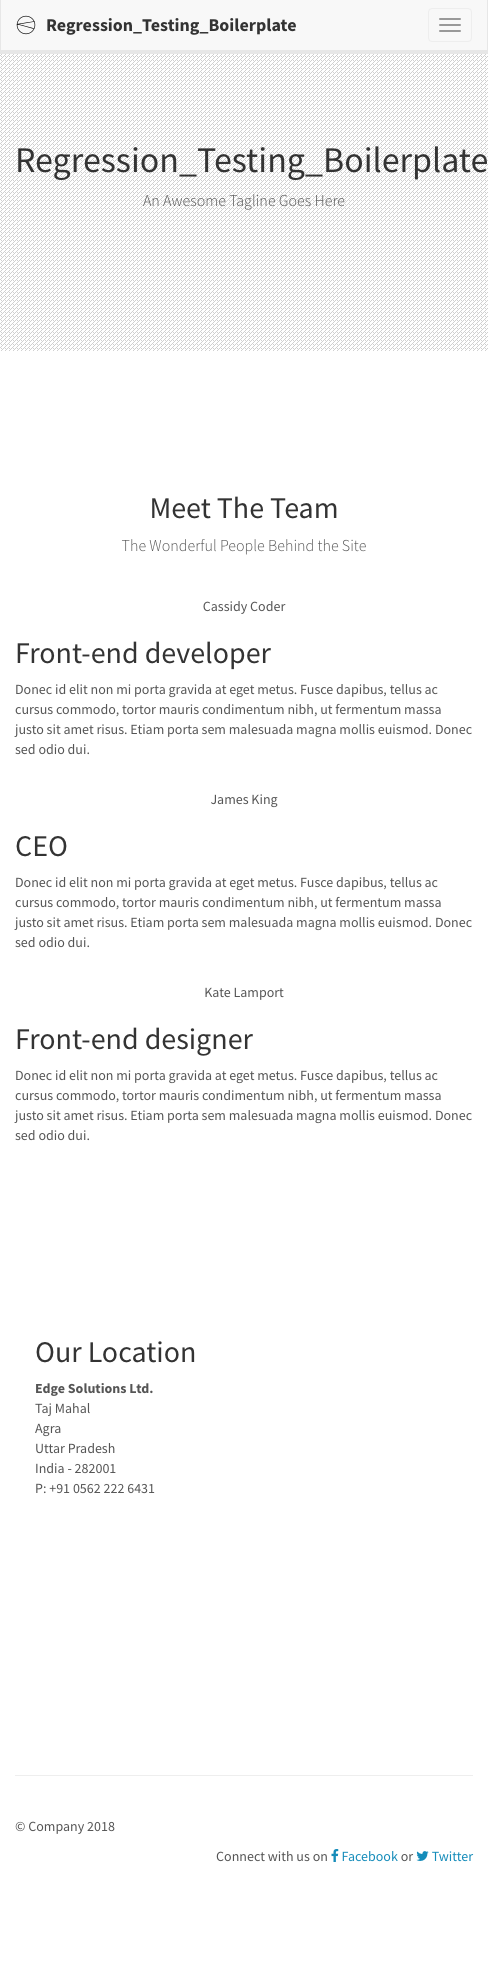 Regression_Testing_Boilerplate
Regression_Testing_Boilerplate
An Awesome Tagline Goes Here
Meet The Team
The Wonderful People Behind the Site
Cassidy Coder
Front-end developer
Donec id elit non mi porta gravida at eget metus. Fusce dapibus, tellus ac
cursus commodo, tortor mauris condimentum nibh, ut fermentum massa
justo sit amet risus. Etiam porta sem malesuada magna mollis euismod. Donec
sed odio dui.
James King
CEO
Donec id elit non mi porta gravida at eget metus. Fusce dapibus, tellus ac
cursus commodo, tortor mauris condimentum nibh, ut fermentum massa
justo sit amet risus. Etiam porta sem malesuada magna mollis euismod. Donec
sed odio dui.
Kate Lamport
Front-end designer
Donec id elit non mi porta gravida at eget metus. Fusce dapibus, tellus ac
cursus commodo, tortor mauris condimentum nibh, ut fermentum massa
justo sit amet risus. Etiam porta sem malesuada magna mollis euismod. Donec
sed odio dui.
Our Location
Edge Solutions Ltd.
Taj Mahal
Agra
Uttar Pradesh
India - 282001
P: +91 0562 222 6431
© Company 2018
Connect with us on Facebook or Twitter